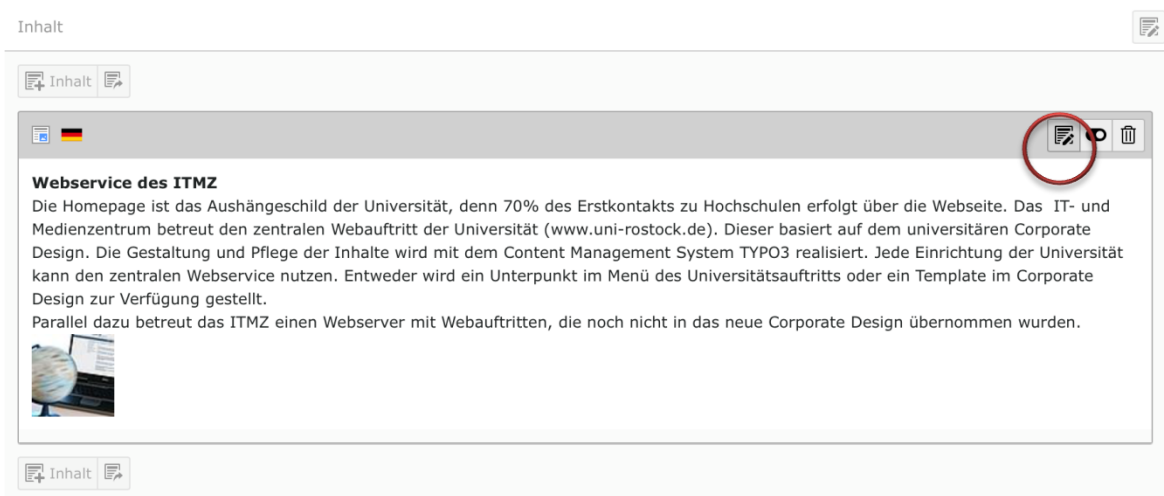 Inhalt
Inhalt
Webservice des ITMZ
Die Homepage ist das Aushängeschild der Universität, denn 70% des Erstkontakts zu Hochschulen erfolgt über die Webseite. Das  IT- und
Medienzentrum betreut den zentralen Webauftritt der Universität (www.uni-rostock.de). Dieser basiert auf dem universitären Corporate
Design. Die Gestaltung und Pflege der Inhalte wird mit dem Content Management System TYPO3 realisiert. Jede Einrichtung der Universität
kann den zentralen Webservice nutzen. Entweder wird ein Unterpunkt im Menü des Universitätsauftritts oder ein Template im Corporate
Design zur Verfügung gestellt.
Parallel dazu betreut das ITMZ einen Webserver mit Webauftritten, die noch nicht in das neue Corporate Design übernommen wurden.
Inhalt